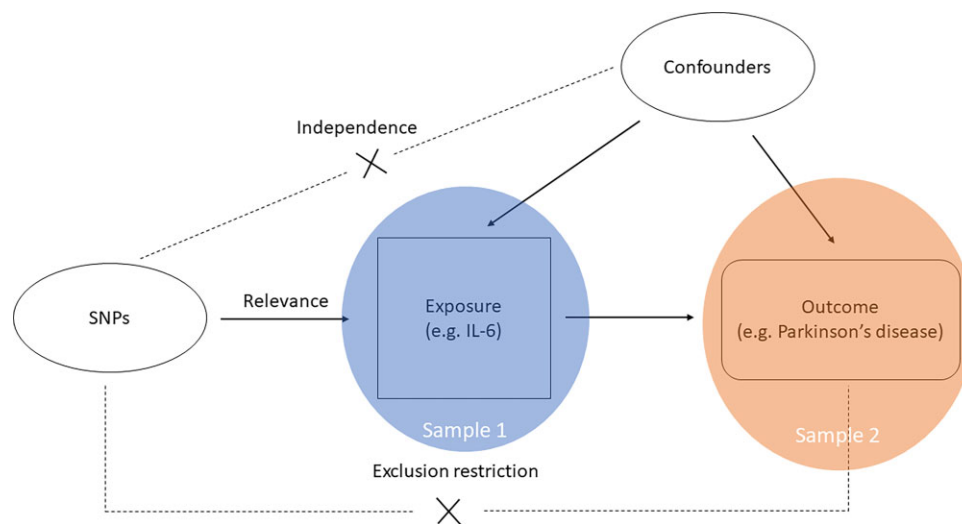 Confounders
Independence
SNPs
Relevance
Exposure
(e.g. IL-6)
Outcome
(e.g. Parkinson’s disease)
Sample 1
Sample 2
Exclusion restriction